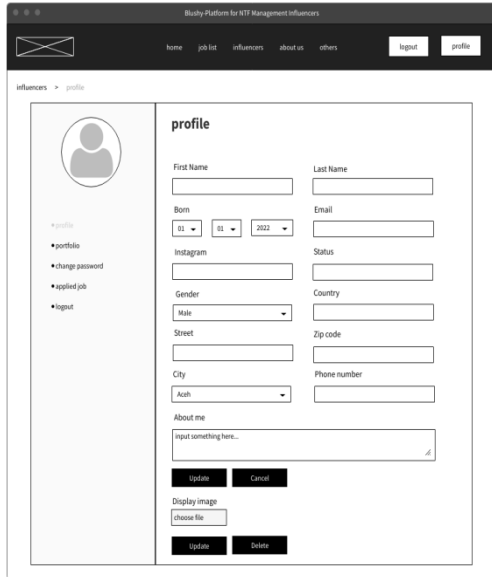 Blushy-Platform for NTF Management Influencers
home job list influencers about us others logout profile
influencers > profile
profile
First Name Last Name
Born Email
01 01 2022
Instagram Status
Gender Country
Male
Street Zip code
City Phone number
Aceh
About me
input something here...
Update Cancel
Display image
choose file
Update Delete
profile
portfolio
change password
applied job
logout